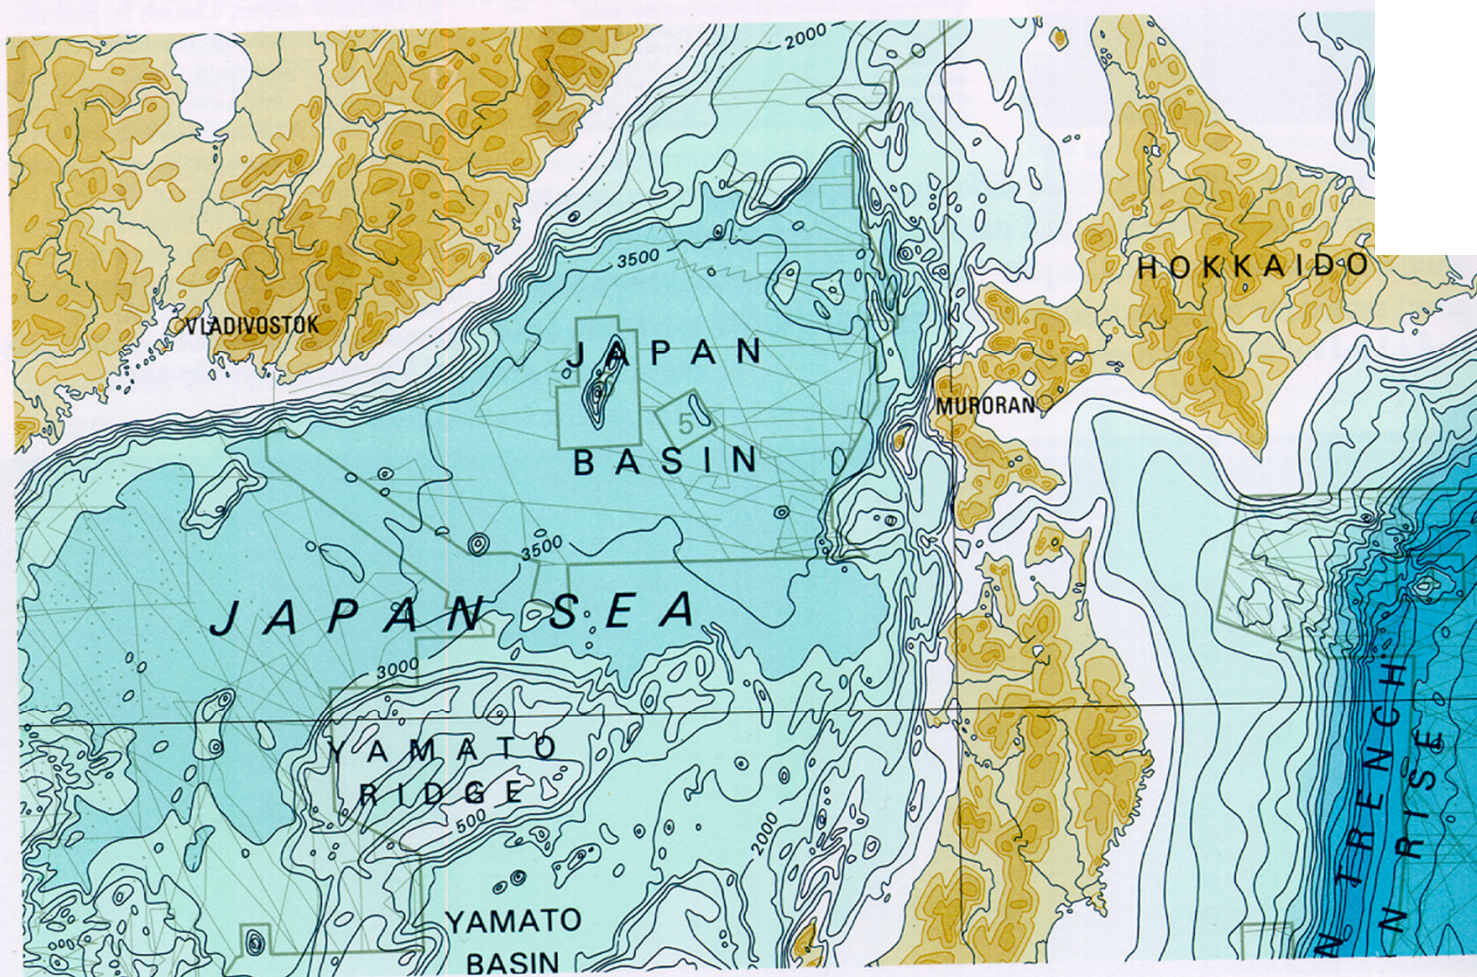 2000
HOKKAIDO
3500
VLADIVOSTOK
JAPAN
MURORAN
5
BASIN
3500
JAPAN SEA
3000
YAMATO
RIDGE
500
2000
TRENCH
RISE
YAMATO
BASIN
N
N